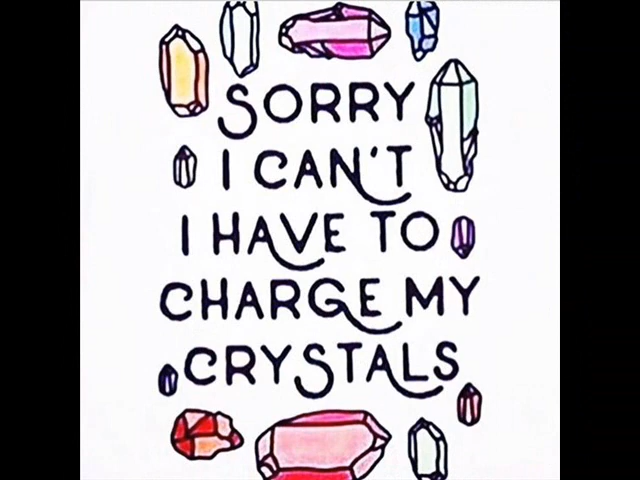 SORRY
I CAN'T
I HAVE TO
CHARGE MY
CRYSTALS